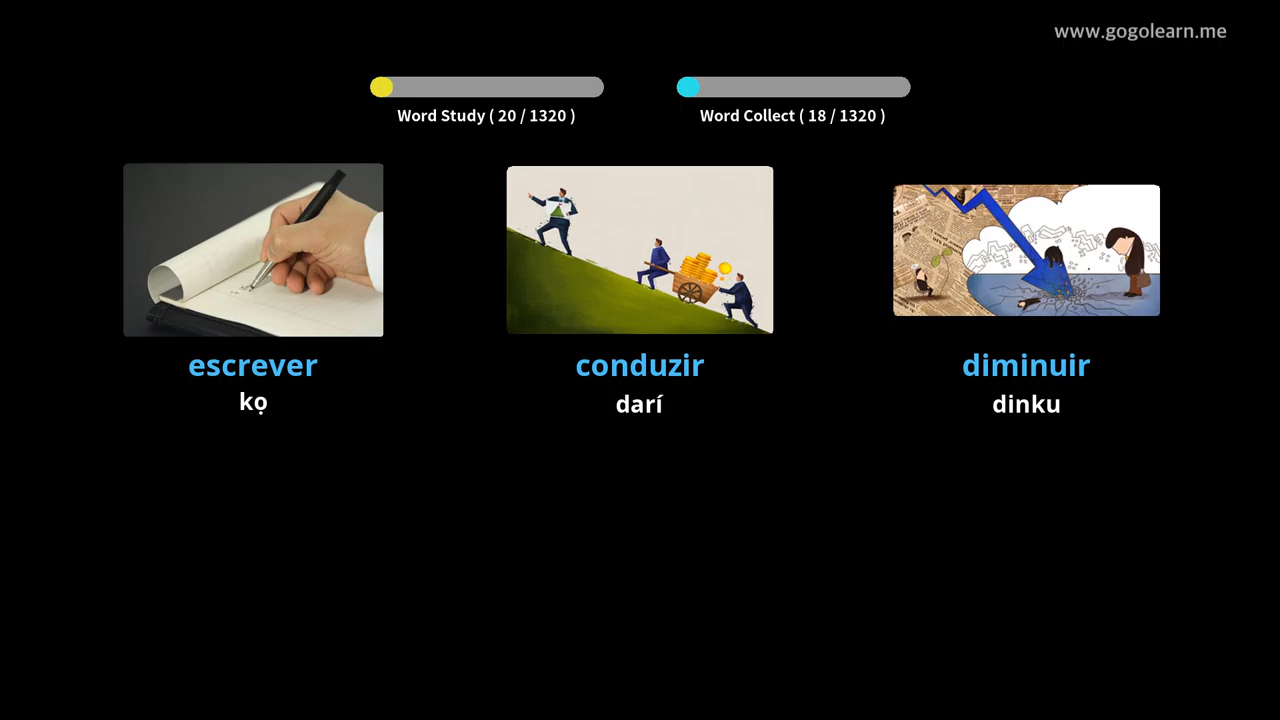 www.gogolearn.me
Word Study ( 20 / 1320 )
Word Collect ( 18 / 1320 )
escrever
conduzir
diminuir
kọ
darí
dinku